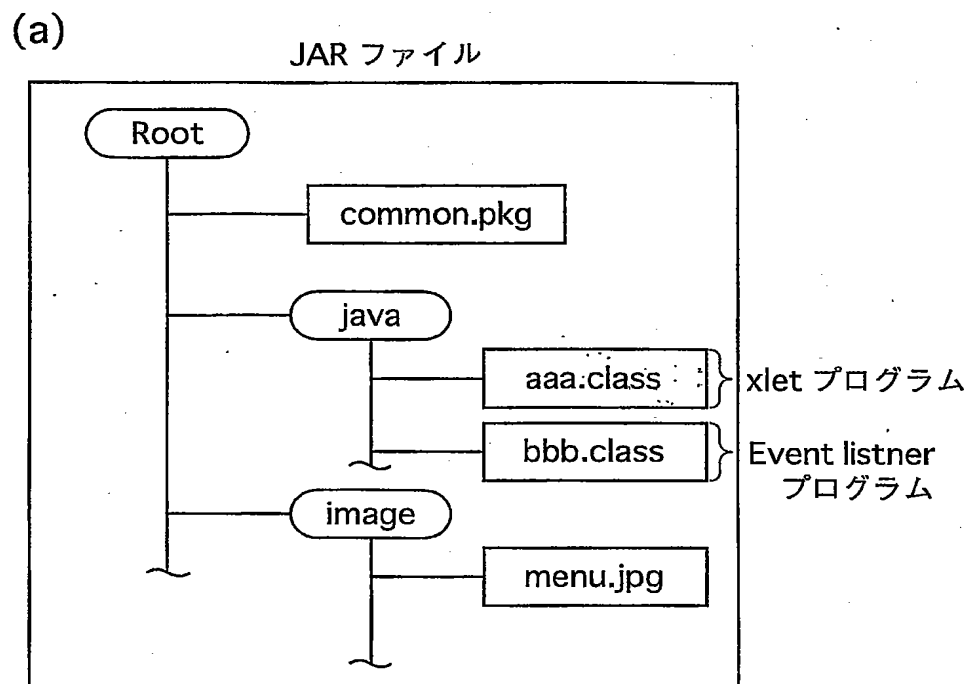 (a)
JAR ファイル
Root
common.pkg
java
aaa.class
xlet プログラム
bbb.class
Event listner
プログラム
image
menu.jpg